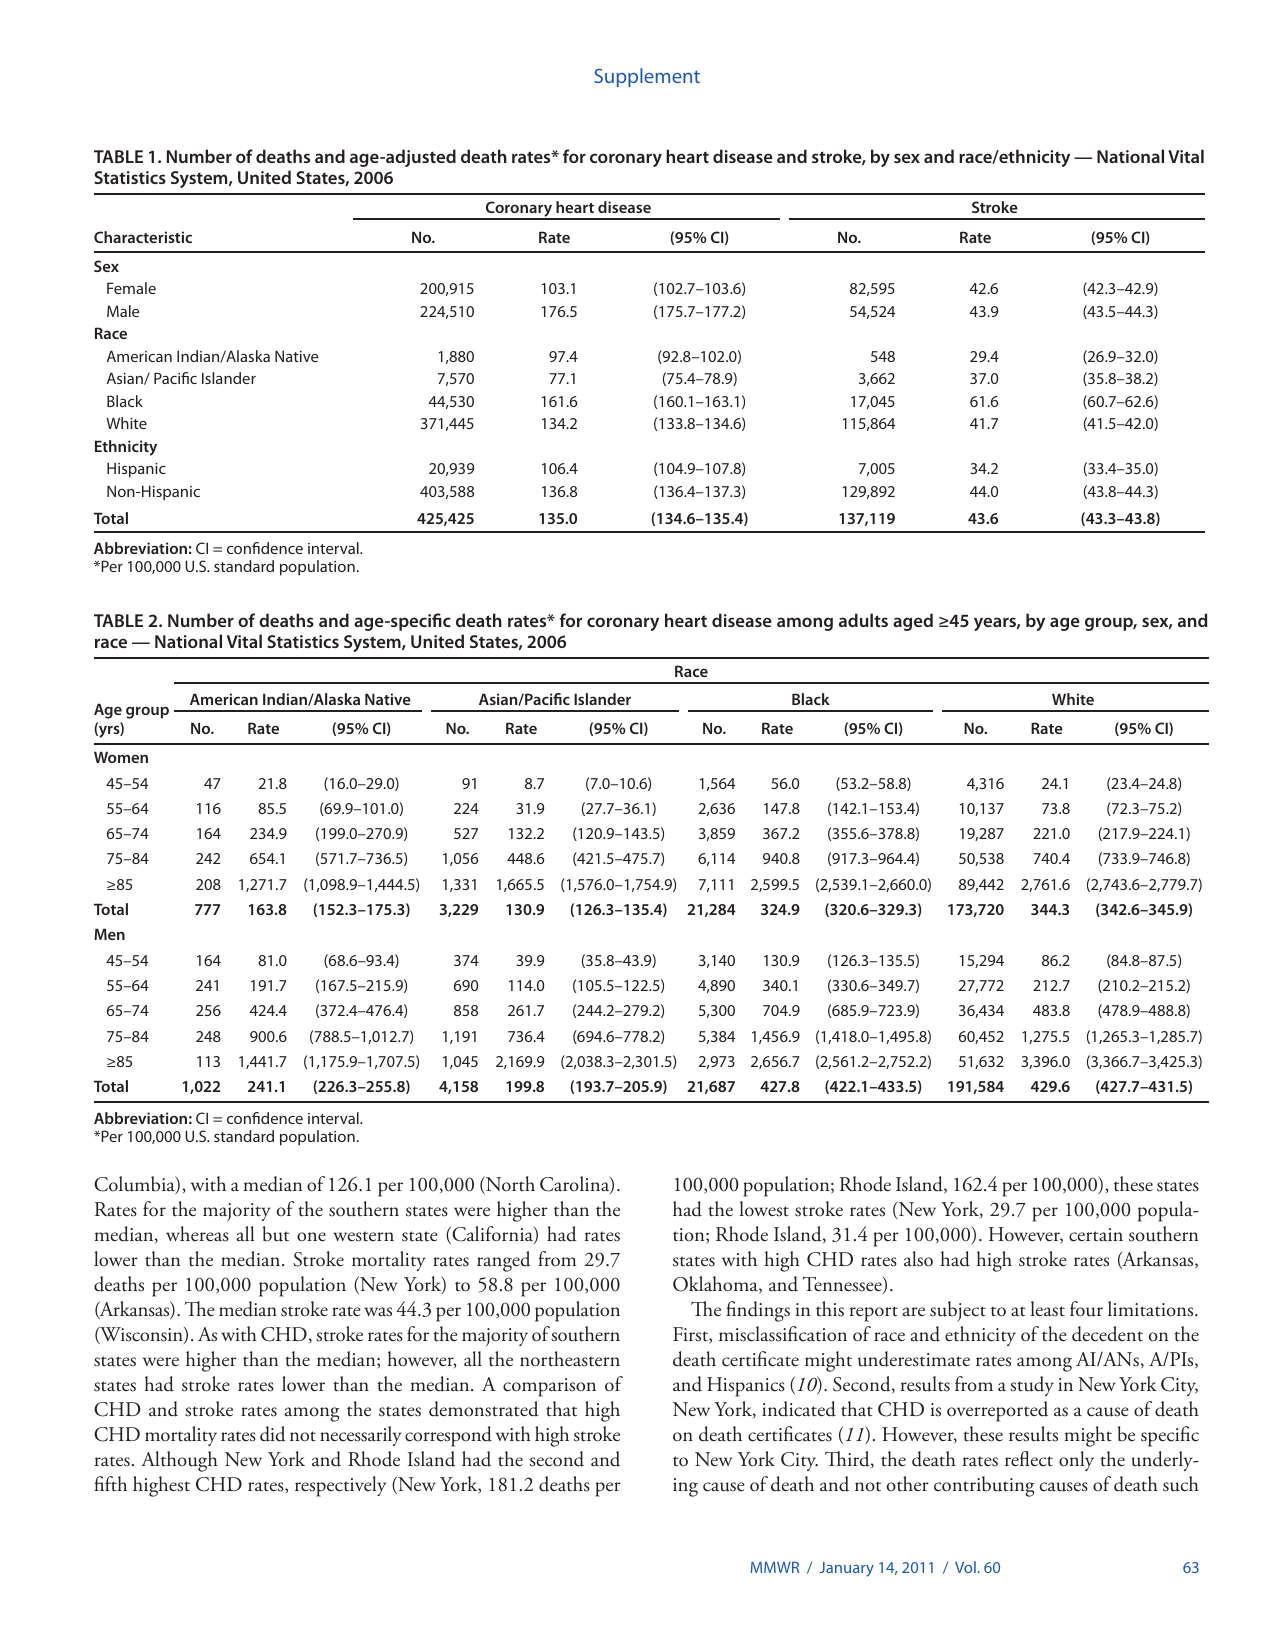 Supplement
TABLE 1. Number of deaths and age-adjusted death rates* for coronary heart disease and stroke, by sex and race/ethnicity — National Vital
Statistics System, United States, 2006
Coronary heart disease Stroke
Characteristic No. Rate (95% CI) No. Rate (95% CI)
Sex
Female 200,915 103.1 (102.7–103.6) 82,595 42.6 (42.3–42.9)
Male 224,510 176.5 (175.7–177.2) 54,524 43.9 (43.5–44.3)
Race
American Indian/Alaska Native 1,880 97.4 (92.8–102.0) 548 29.4 (26.9–32.0)
Asian/ Pacific Islander 7,570 77.1 (75.4–78.9) 3,662 37.0 (35.8–38.2)
Black 44,530 161.6 (160.1–163.1) 17,045 61.6 (60.7–62.6)
White 371,445 134.2 (133.8–134.6) 115,864 41.7 (41.5–42.0)
Ethnicity
Hispanic 20,939 106.4 (104.9–107.8) 7,005 34.2 (33.4–35.0)
Non-Hispanic 403,588 136.8 (136.4–137.3) 129,892 44.0 (43.8–44.3)
Total 425,425 135.0 (134.6–135.4) 137,119 43.6 (43.3–43.8)
Abbreviation: CI = confidence interval.
*Per 100,000 U.S. standard population.
TABLE 2. Number of deaths and age-specific death rates* for coronary heart disease among adults aged ≥45 years, by age group, sex, and
race — National Vital Statistics System, United States, 2006
Race
American Indian/Alaska Native Asian/Pacific Islander Black White
Age group
(yrs) No. Rate (95% CI) No. Rate (95% CI) No. Rate (95% CI) No. Rate (95% CI)
Women
45–54 47 21.8 (16.0–29.0) 91 8.7 (7.0–10.6) 1,564 56.0 (53.2–58.8) 4,316 24.1 (23.4–24.8)
55–64 116 85.5 (69.9–101.0) 224 31.9 (27.7–36.1) 2,636 147.8 (142.1–153.4) 10,137 73.8 (72.3–75.2)
65–74 164 234.9 (199.0–270.9) 527 132.2 (120.9–143.5) 3,859 367.2 (355.6–378.8) 19,287 221.0 (217.9–224.1)
75–84 242 654.1 (571.7–736.5) 1,056 448.6 (421.5–475.7) 6,114 940.8 (917.3–964.4) 50,538 740.4 (733.9–746.8)
≥85 208 1,271.7 (1,098.9–1,444.5) 1,331 1,665.5 (1,576.0–1,754.9) 7,111 2,599.5 (2,539.1–2,660.0) 89,442 2,761.6 (2,743.6–2,779.7)
Total 777 163.8 (152.3–175.3) 3,229 130.9 (126.3–135.4) 21,284 324.9 (320.6–329.3) 173,720 344.3 (342.6–345.9)
Men
45–54 164 81.0 (68.6–93.4) 374 39.9 (35.8–43.9) 3,140 130.9 (126.3–135.5) 15,294 86.2 (84.8–87.5)
55–64 241 191.7 (167.5–215.9) 690 114.0 (105.5–122.5) 4,890 340.1 (330.6–349.7) 27,772 212.7 (210.2–215.2)
65–74 256 424.4 (372.4–476.4) 858 261.7 (244.2–279.2) 5,300 704.9 (685.9–723.9) 36,434 483.8 (478.9–488.8)
75–84 248 900.6 (788.5–1,012.7) 1,191 736.4 (694.6–778.2) 5,384 1,456.9 (1,418.0–1,495.8) 60,452 1,275.5 (1,265.3–1,285.7)
≥85 113 1,441.7 (1,175.9–1,707.5) 1,045 2,169.9 (2,038.3–2,301.5) 2,973 2,656.7 (2,561.2–2,752.2) 51,632 3,396.0 (3,366.7–3,425.3)
Total 1,022 241.1 (226.3–255.8) 4,158 199.8 (193.7–205.9) 21,687 427.8 (422.1–433.5) 191,584 429.6 (427.7–431.5)
Abbreviation: CI = confidence interval.
*Per 100,000 U.S. standard population.
Columbia), with a median of 126.1 per 100,000 (North Carolina).
Rates for the majority of the southern states were higher than the
median, whereas all but one western state (California) had rates
lower than the median. Stroke mortality rates ranged from 29.7
deaths per 100,000 population (New York) to 58.8 per 100,000
(Arkansas). The median stroke rate was 44.3 per 100,000 population
(Wisconsin). As with CHD, stroke rates for the majority of southern
states were higher than the median; however, all the northeastern
states had stroke rates lower than the median. A comparison of
CHD and stroke rates among the states demonstrated that high
CHD mortality rates did not necessarily correspond with high stroke
rates. Although New York and Rhode Island had the second and
fifth highest CHD rates, respectively (New York, 181.2 deaths per
100,000 population; Rhode Island, 162.4 per 100,000), these states
had the lowest stroke rates (New York, 29.7 per 100,000 popula-
tion; Rhode Island, 31.4 per 100,000). However, certain southern
states with high CHD rates also had high stroke rates (Arkansas,
Oklahoma, and Tennessee).
The findings in this report are subject to at least four limitations.
First, misclassification of race and ethnicity of the decedent on the
death certificate might underestimate rates among AI/ANs, A/PIs,
and Hispanics (10). Second, results from a study in New York City,
New York, indicated that CHD is overreported as a cause of death
on death certificates (11). However, these results might be specific
to New York City. Third, the death rates reflect only the underly-
ing cause of death and not other contributing causes of death such
MMWR / January 14, 2011 / Vol. 60 63